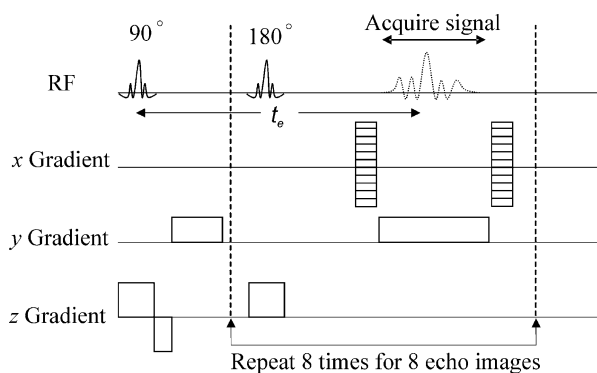 90° 180° Acquire signal
RF
tₑ
x Gradient
y Gradient
z Gradient
Repeat 8 times for 8 echo images